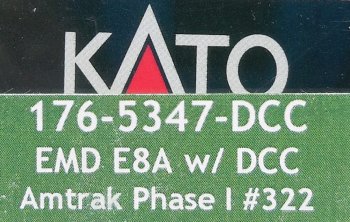 KATO
176-5347-DCC
EMD E8A w/ DCC
Amtrak Phase I #322